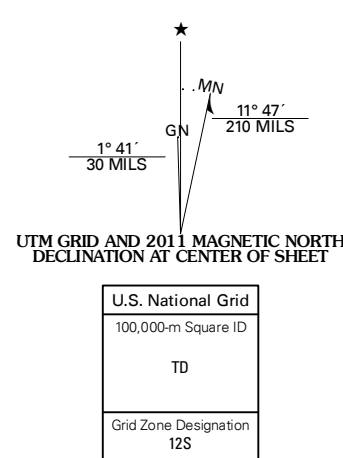 ★
MN
11° 47´
210 MILS
GN
1° 41´
30 MILS
UTM GRID AND 2011 MAGNETIC NORTH
DECLINATION AT CENTER OF SHEET
U.S. National Grid
100,000-m Square ID
TD
Grid Zone Designation
12S